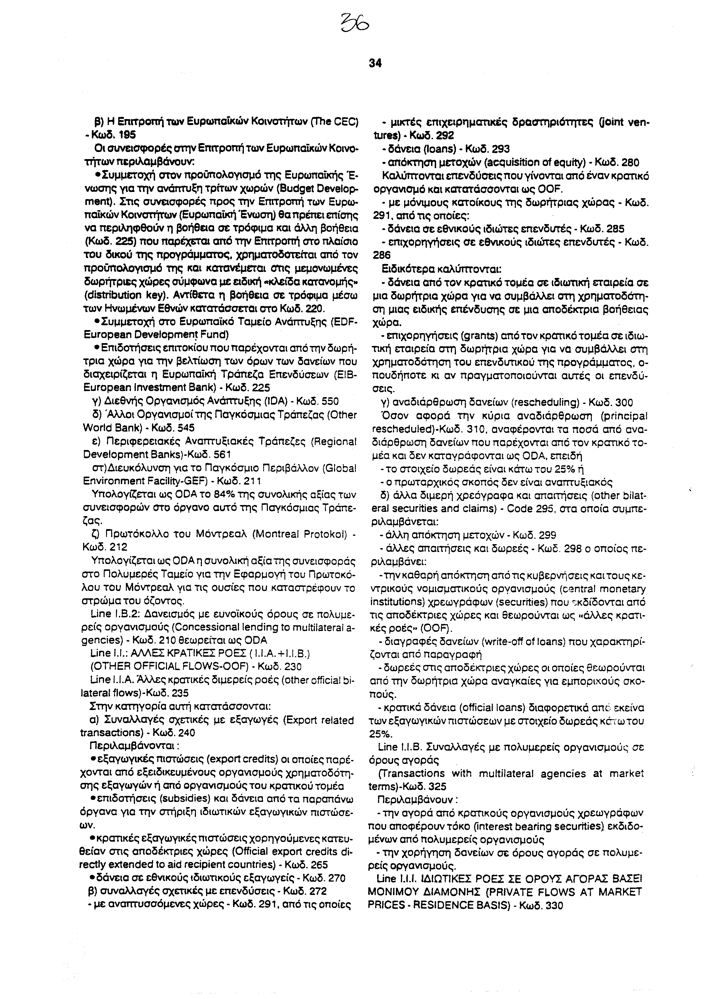 36
34
β) Η Επιτροπή των Ευρωπαϊκών Κοινοτήτων (The CEC)
- Κωδ. 195
Οι συνεισφορές στην Επιτροπή των Ευρωπαϊκών Κοινο-
τήτων περιλαμβάνουν:
•Συμμετοχή στον προϋπολογισμό της Ευρωπαϊκής Έ-
νωσης για την ανάπτυξη τρίτων χωρών (Budget Develop-
ment). Στις συνεισφορές προς την Επιτροπή των Ευρω-
παϊκών Κοινοτήτων (Ευρωπαϊκή Ένωση) θα πρέπει επίσης
να περιληφθούν η βοήθεια σε τρόφιμα και άλλη βοήθεια
(Κωδ. 225) που παρέχεται από την Επιτροπή στο πλαίσιο
του δικού της προγράμματος, χρηματοδοτείται από τον
προϋπολογισμό της και κατανέμεται στις μεμονωμένες
δωρήτριες χώρες σύμφωνα με ειδική «κλείδα κατανομής»
(distribution key). Αντίθετα η βοήθεια σε τρόφιμα μέσω
των Ηνωμένων Εθνών κατατάσσεται στο Κωδ. 220.
•Συμμετοχή στο Ευρωπαϊκό Ταμείο Ανάπτυξης (EDF-
European Development Fund)
•Επιδοτήσεις επιτοκίου που παρέχονται από την δωρή-
τρια χώρα για την βελτίωση των όρων των δανείων που
διαχειρίζεται η Ευρωπαϊκή Τράπεζα Επενδύσεων (EIB-
European Investment Bank) - Κωδ. 225
γ) Διεθνής Οργανισμός Ανάπτυξης (IDA) - Κωδ. 550
δ) Άλλοι Οργανισμοί της Παγκόσμιας Τράπεζας (Other
World Bank) - Κωδ. 545
ε) Περιφερειακές Αναπτυξιακές Τράπεζες (Regional
Development Banks)-Κωδ. 561
στ)Διευκόλυνση για το Παγκόσμιο Περιβάλλον (Global
Environment Facility-GEF) - Κωδ. 211
Υπολογίζεται ως ODA το 84% της συνολικής αξίας των
συνεισφορών στο όργανο αυτό της Παγκόσμιας Τράπε-
ζας.
ζ) Πρωτόκολλο του Μόντρεαλ (Montreal Protokol) -
Κωδ. 212
Υπολογίζεται ως ODA η συνολική αξία της συνεισφοράς
στο Πολυμερές Ταμείο για την Εφαρμογή του Πρωτοκό-
λου του Μόντρεαλ για τις ουσίες που καταστρέφουν το
στρώμα του όζοντος.
Line I.B.2: Δανεισμός με ευνοϊκούς όρους σε πολυμε-
ρείς οργανισμούς (Concessional lending to multilateral a-
gencies) - Κωδ. 210 θεωρείται ως ODA
Line I.I.: ΑΛΛΕΣ ΚΡΑΤΙΚΕΣ ΡΟΕΣ ( I.I.A.+I.I.B.)
(OTHER OFFICIAL FLOWS-OOF) - Κωδ. 230
Line I.I.A. Άλλες κρατικές διμερείς ροές (other official bi-
lateral flows)-Κωδ. 235
Στην κατηγορία αυτή κατατάσσονται:
α) Συναλλαγές σχετικές με εξαγωγές (Export related
transactions) - Κωδ. 240
Περιλαμβάνονται :
•εξαγωγικές πιστώσεις (export credits) οι οποίες παρέ-
χονται από εξειδικευμένους οργανισμούς χρηματοδότη-
σης εξαγωγών ή από οργανισμούς του κρατικού τομέα
•επιδοτήσεις (subsidies) και δάνεια από τα παραπάνω
όργανα για την στήριξη ιδιωτικών εξαγωγικών πιστώσε-
ων.
•κρατικές εξαγωγικές πιστώσεις χορηγούμενες κατευ-
θείαν στις αποδέκτριες χώρες (Official export credits di-
rectly extended to aid recipient countries) - Κωδ. 265
•δάνεια σε εθνικούς ιδιωτικούς εξαγωγείς - Κωδ. 270
β) συναλλαγές σχετικές με επενδύσεις - Κωδ. 272
- με αναπτυσσόμενες χώρες - Κωδ. 291, από τις οποίες
- μικτές επιχειρηματικές δραστηριότητες (joint ven-
tures) - Κωδ. 292
- δάνεια (loans) - Κωδ. 293
- απόκτηση μετοχών (acquisition of equity) - Κωδ. 280
Καλύπτονται επενδύσεις που γίνονται από έναν κρατικό
οργανισμό και κατατάσσονται ως OOF.
- με μόνιμους κατοίκους της δωρήτριας χώρας - Κωδ.
291, από τις οποίες:
- δάνεια σε εθνικούς ιδιώτες επενδυτές - Κωδ. 285
- επιχορηγήσεις σε εθνικούς ιδιώτες επενδυτές - Κωδ.
286
Ειδικότερα καλύπτονται:
- δάνεια από τον κρατικό τομέα σε ιδιωτική εταιρεία σε
μια δωρήτρια χώρα για να συμβάλλει στη χρηματοδότη-
ση μιας ειδικής επένδυσης σε μια αποδέκτρια βοήθειας
χώρα.
- επιχορηγήσεις (grants) από τον κρατικό τομέα σε ιδιω-
τική εταιρεία στη δωρήτρια χώρα για να συμβάλλει στη
χρηματοδότηση του επενδυτικού της προγράμματος, ο-
πουδήποτε κι αν πραγματοποιούνται αυτές οι επενδύ-
σεις.
γ) αναδιάρθρωση δανείων (rescheduling) - Κωδ. 300
Όσον αφορά την κύρια αναδιάρθρωση (principal
rescheduled)-Κωδ. 310, αναφέρονται τα ποσά από ανα-
διάρθρωση δανείων που παρέχονται από τον κρατικό το-
μέα και δεν καταγράφονται ως ODA, επειδή
- το στοιχείο δωρεάς είναι κάτω του 25% ή
- ο πρωταρχικός σκοπός δεν είναι αναπτυξιακός
δ) άλλα διμερή χρεόγραφα και απαιτήσεις (other bilat-
eral securities and claims) - Code 295, στα οποία συμπε-
ριλαμβάνεται:
- άλλη απόκτηση μετοχών - Κωδ. 299
- άλλες απαιτήσεις και δωρεές - Κωδ. 298 ο οποίος πε-
ριλαμβάνει:
-την καθαρή απόκτηση από τις κυβερνήσεις και τους κε-
ντρικούς νομισματικούς οργανισμούς (central monetary
institutions) χρεωγράφων (securities) που εκδίδονται από
τις αποδέκτριες χώρες και θεωρούνται ως «άλλες κρατι-
κές ροές» (OOF).
- διαγραφές δανείων (write-off of loans) που χαρακτηρί-
ζονται από παραγραφή
- δωρεές στις αποδέκτριες χώρες οι οποίες θεωρούνται
από την δωρήτρια χώρα αναγκαίες για εμπορικούς σκο-
πούς.
- κρατικά δάνεια (official loans) διαφορετικά από εκείνα
των εξαγωγικών πιστώσεων με στοιχείο δωρεάς κάτω του
25%.
Line I.I.B. Συναλλαγές με πολυμερείς οργανισμούς σε
όρους αγοράς
(Transactions with multilateral agencies at market
terms)-Κωδ. 325
Περιλαμβάνουν :
- την αγορά από κρατικούς οργανισμούς χρεωγράφων
που αποφέρουν τόκο (interest bearing securities), εκδιδο-
μένων από πολυμερείς οργανισμούς
- την χορήγηση δανείων σε όρους αγοράς σε πολυμε-
ρείς οργανισμούς.
Line I.I.I. ΙΔΙΩΤΙΚΕΣ ΡΟΕΣ ΣΕ ΟΡΟΥΣ ΑΓΟΡΑΣ ΒΑΣΕΙ
ΜΟΝΙΜΟΥ ΔΙΑΜΟΝΗΣ (PRIVATE FLOWS AT MARKET
PRICES - RESIDENCE BASIS) - Κωδ. 330